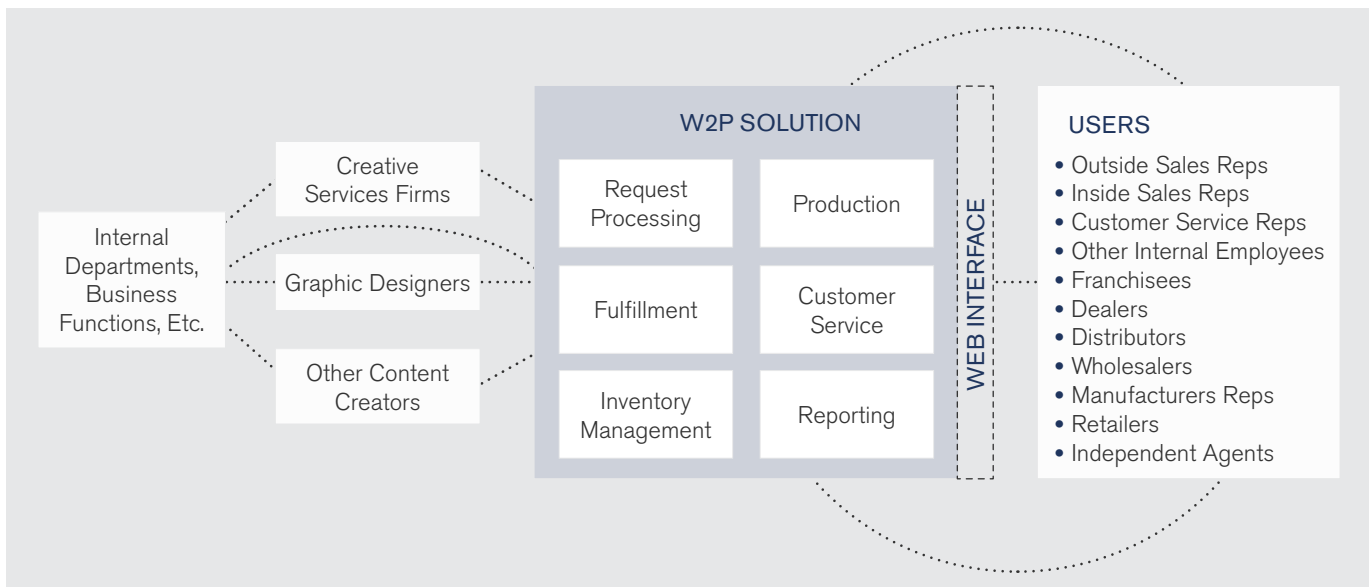 Internal
Departments,
Business
Functions, Etc.
Creative
Services Firms
Graphic Designers
Other Content
Creators
W2P SOLUTION
Request
Processing
Production
Fulfillment
Customer
Service
Inventory
Management
Reporting
WEB INTERFACE
USERS
• Outside Sales Reps
• Inside Sales Reps
• Customer Service Reps
• Other Internal Employees
• Franchisees
• Dealers
• Distributors
• Wholesalers
• Manufacturers Reps
• Retailers
• Independent Agents